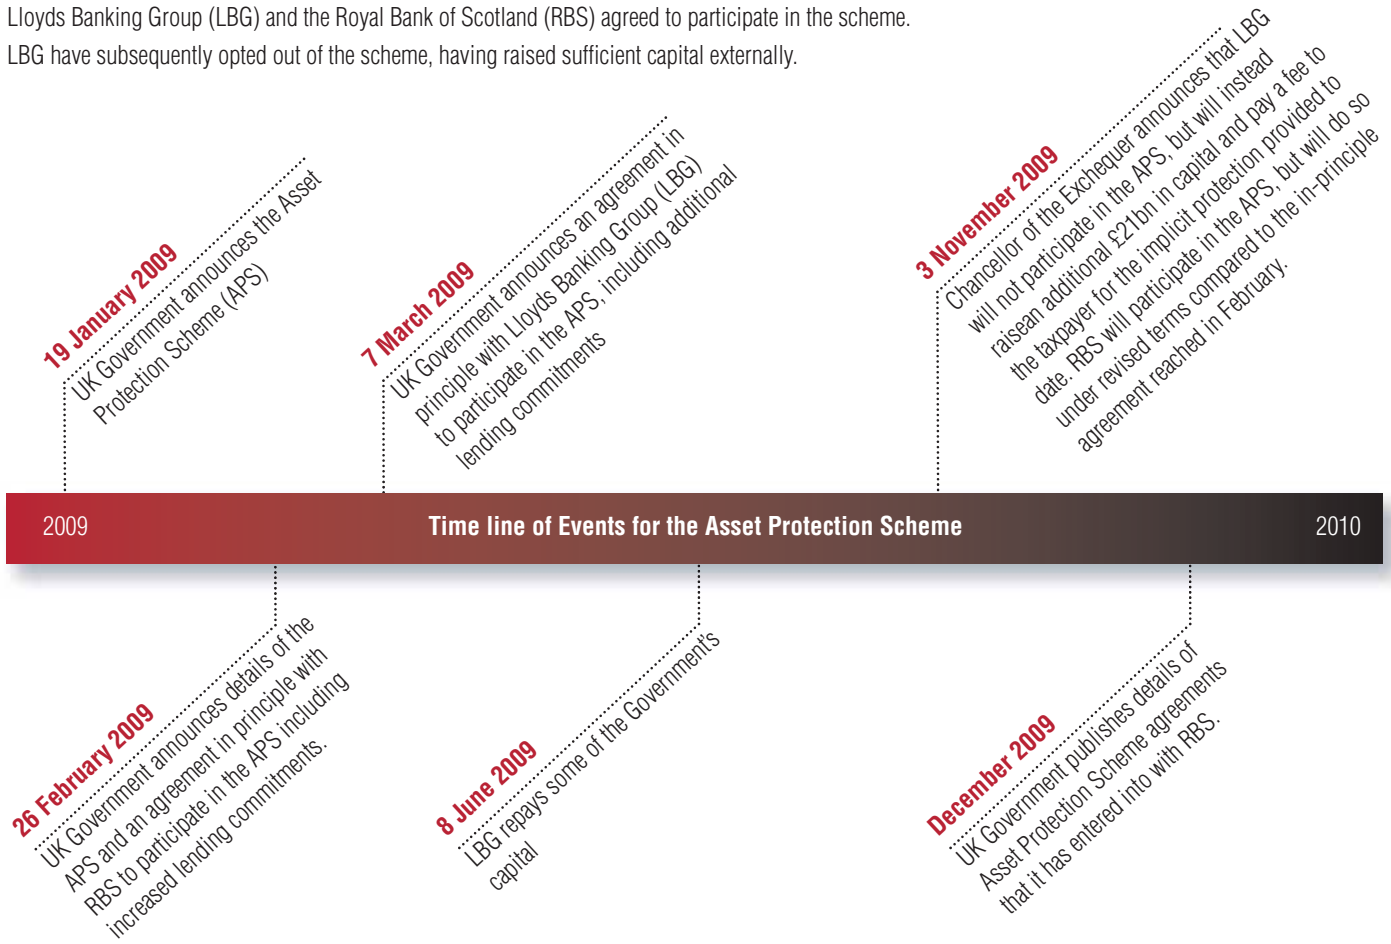 Lloyds Banking Group (LBG) and the Royal Bank of Scotland (RBS) agreed to participate in the scheme.
LBG have subsequently opted out of the scheme, having raised sufficient capital externally.
19 January 2009
UK Government announces the Asset
Protection Scheme (APS)
7 March 2009
UK Government announces an agreement in
principle with Lloyds Banking Group (LBG)
to participate in the APS, including additional
lending commitments
3 November 2009
Chancellor of the Exchequer announces that LBG
will not participate in the APS, but will instead
raisean additional £21bn in capital and pay a fee to
the taxpayer for the implicit protection provided to
date. RBS will participate in the APS, but will do so
under revised terms compared to the in-principle
agreement reached in February.
2009
Time line of Events for the Asset Protection Scheme
2010
26 February 2009
UK Government announces details of the
APS and an agreement in principle with
RBS to participate in the APS including
increased lending commitments.
8 June 2009
LBG repays some of the Government's
capital
December 2009
UK Government publishes details of
Asset Protection Scheme agreements
that it has entered into with RBS.